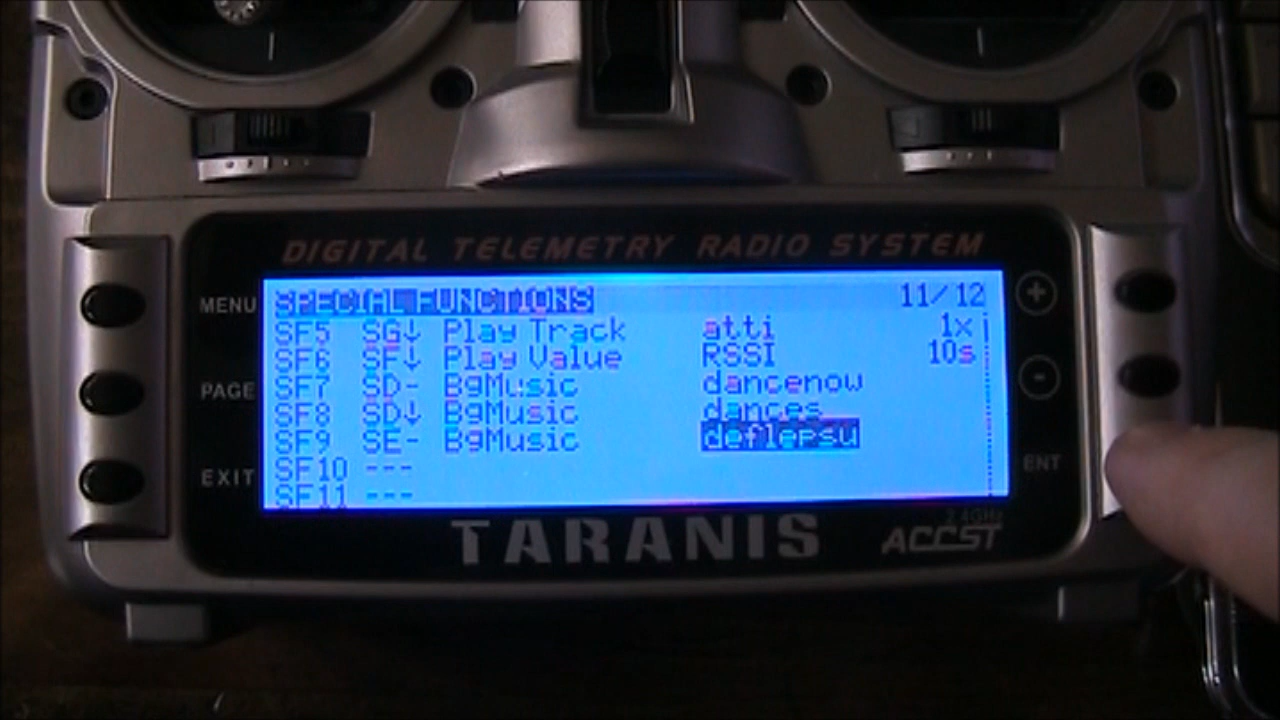 DIGITAL TELEMETRY RADIO SYSTEM
MENU
PAGE
EXIT
SPECIAL FUNCTIONS 11/12
SF5 SG↓ Play Track atti 1x
SF6 SF↓ Play Value RSSI 10s
SF7 SD- BgMusic dancenow
SF8 SD↓ BgMusic dances
SF9 SE- BgMusic deflepsu
SF10 ---
SF11 ---
+
-
ENT
TARANIS
2.4GHz
ACCST